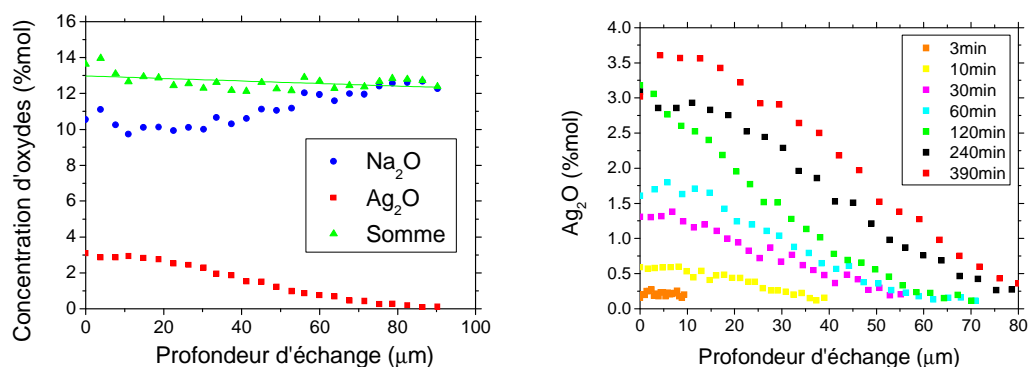 16
14
12
10
8
6
4
2
0
Concentration d'oxydes (%mol)
Na₂O
Ag₂O
Somme
0 20 40 60 80 100
Profondeur d'échange (μm)
4.0
3.5
3.0
2.5
2.0
1.5
1.0
0.5
0.0
Ag₂O (%mol)
3min
10min
30min
60min
120min
240min
390min
0 10 20 30 40 50 60 70 80
Profondeur d'échange (μm)